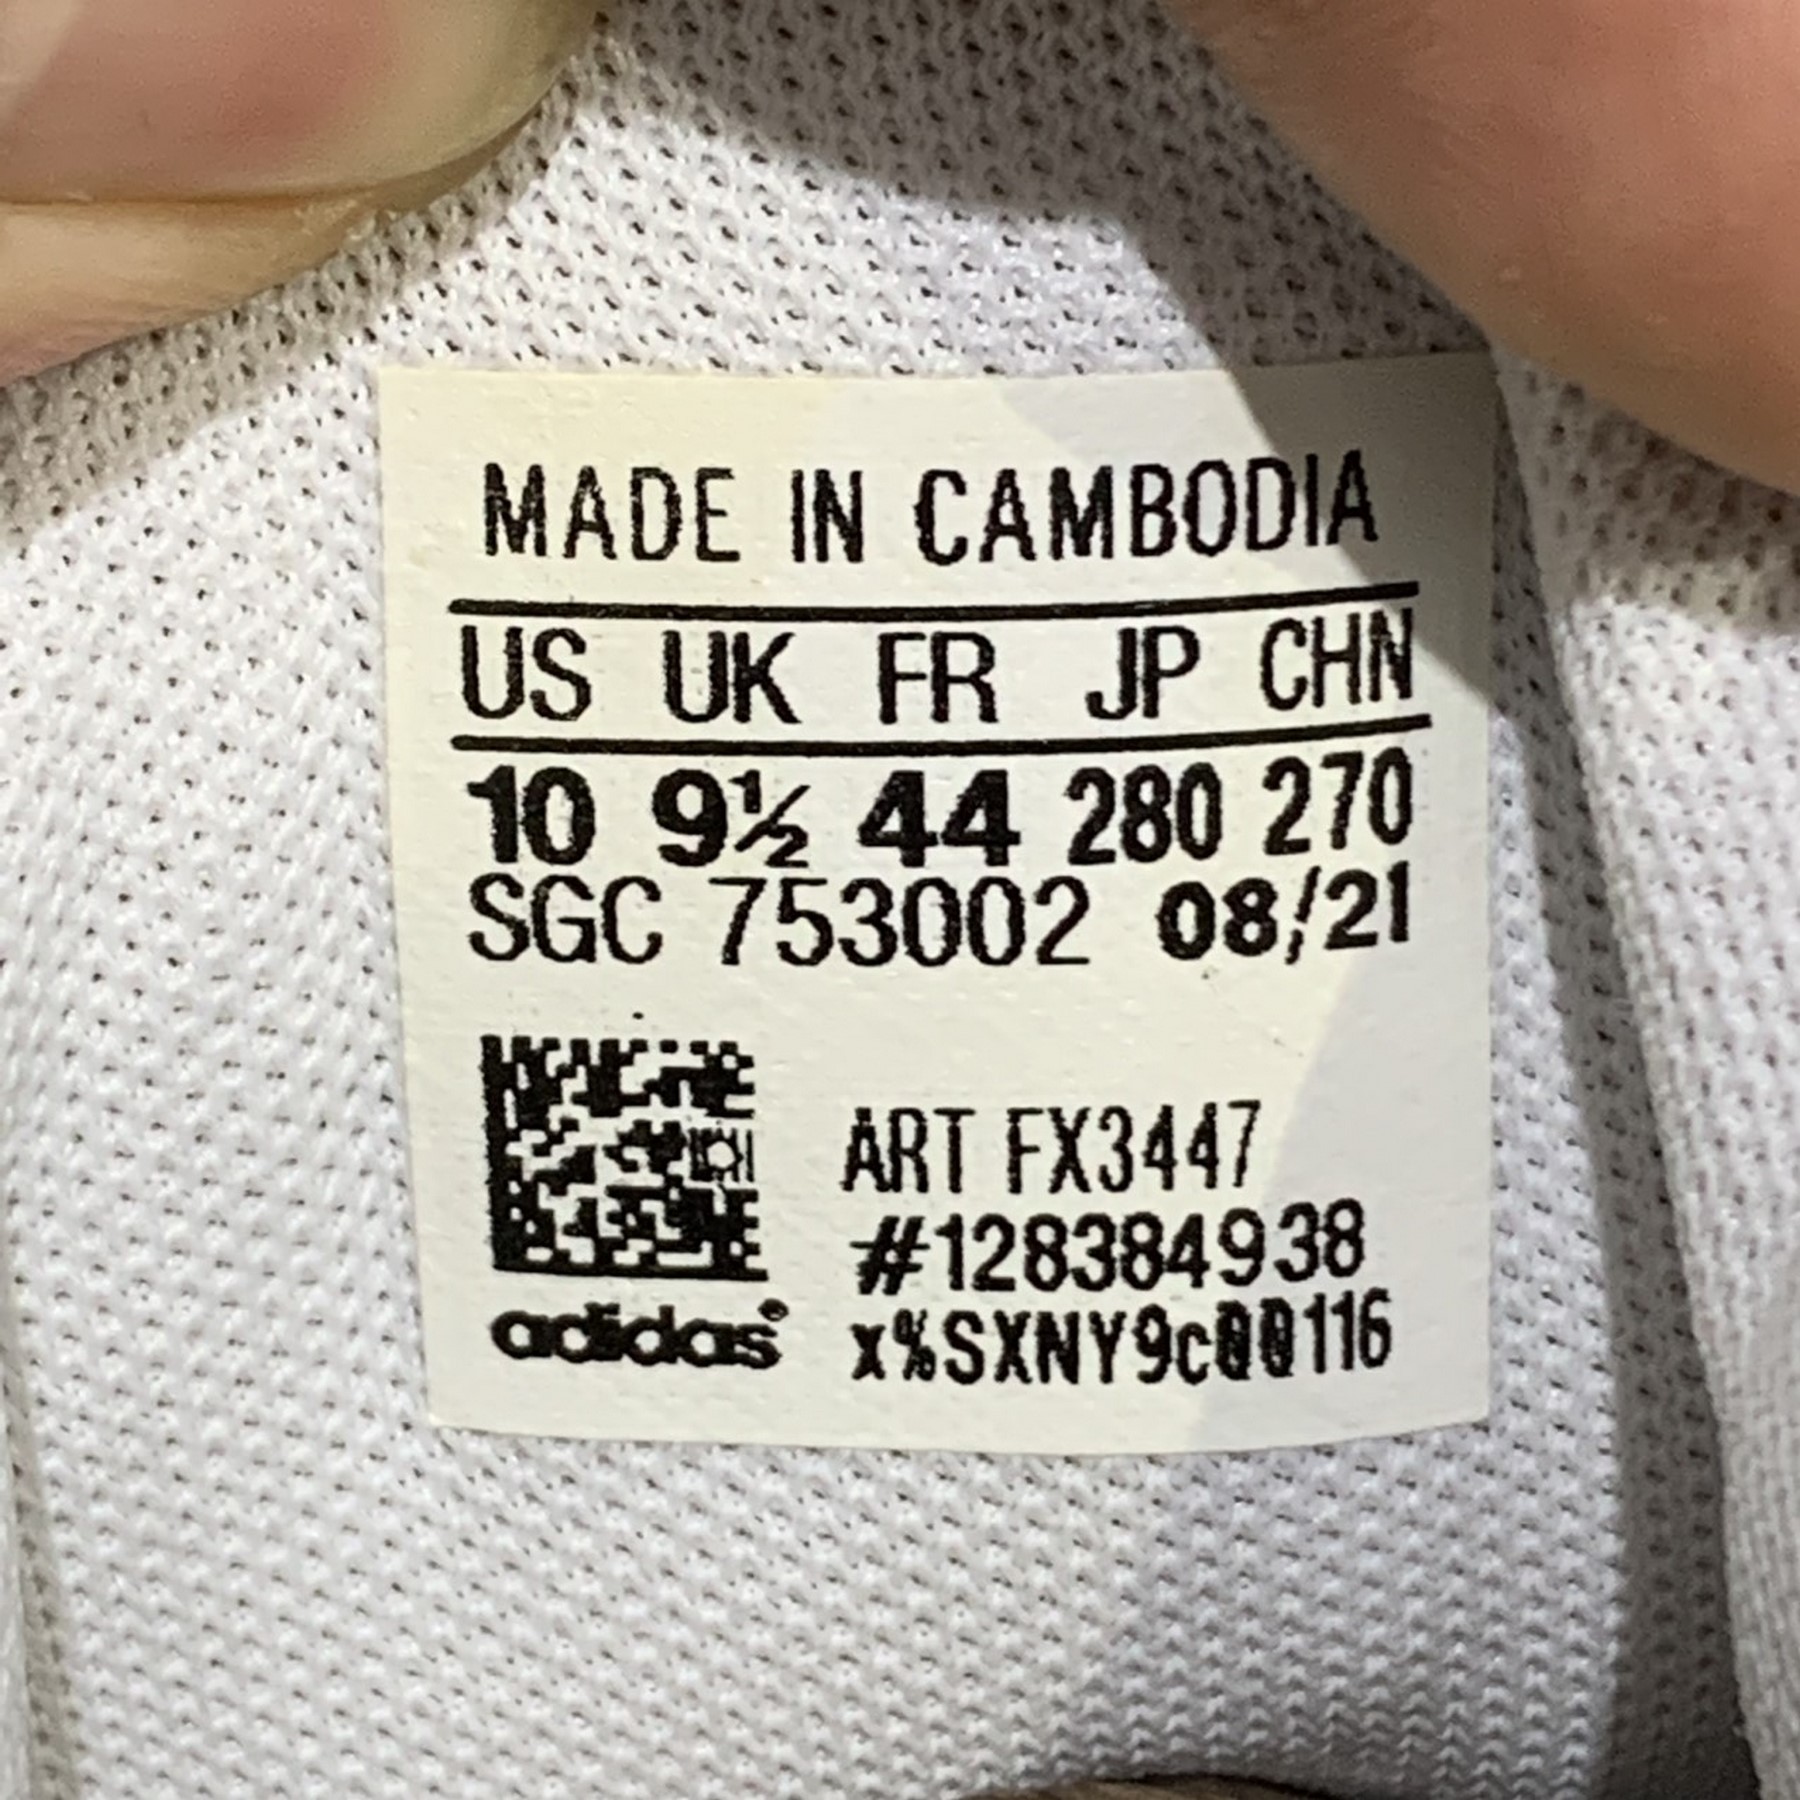 MADE IN CAMBODIA
US UK FR JP CHN
10 9½ 44 280 270
SGC 753002 08/21
ART FX3447
#128384938
adidas® x%SXNY9c00116